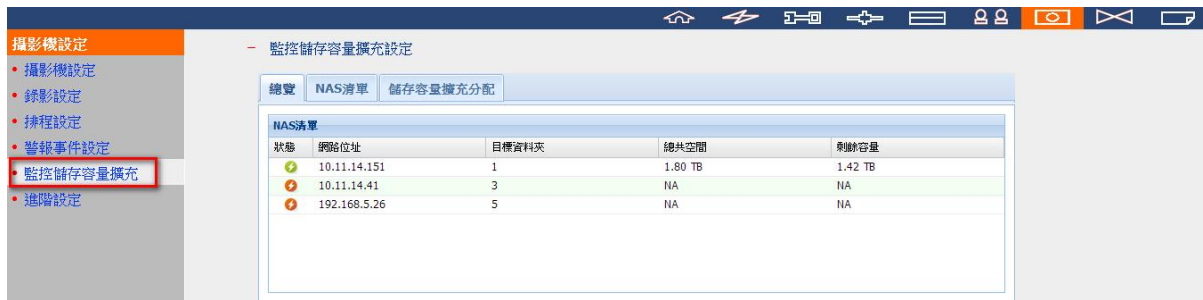 攝影機設定
• 攝影機設定
• 錄影設定
• 排程設定
• 警報事件設定
• 監控儲存容量擴充
• 進階設定
－ 監控儲存容量擴充設定
總覽 NAS清單 儲存容量擴充分配
NAS清單
狀態 網路位址 目標資料夾 總共空間 剩餘容量
10.11.14.151 1 1.80 TB 1.42 TB
10.11.14.41 3 NA NA
192.168.5.26 5 NA NA